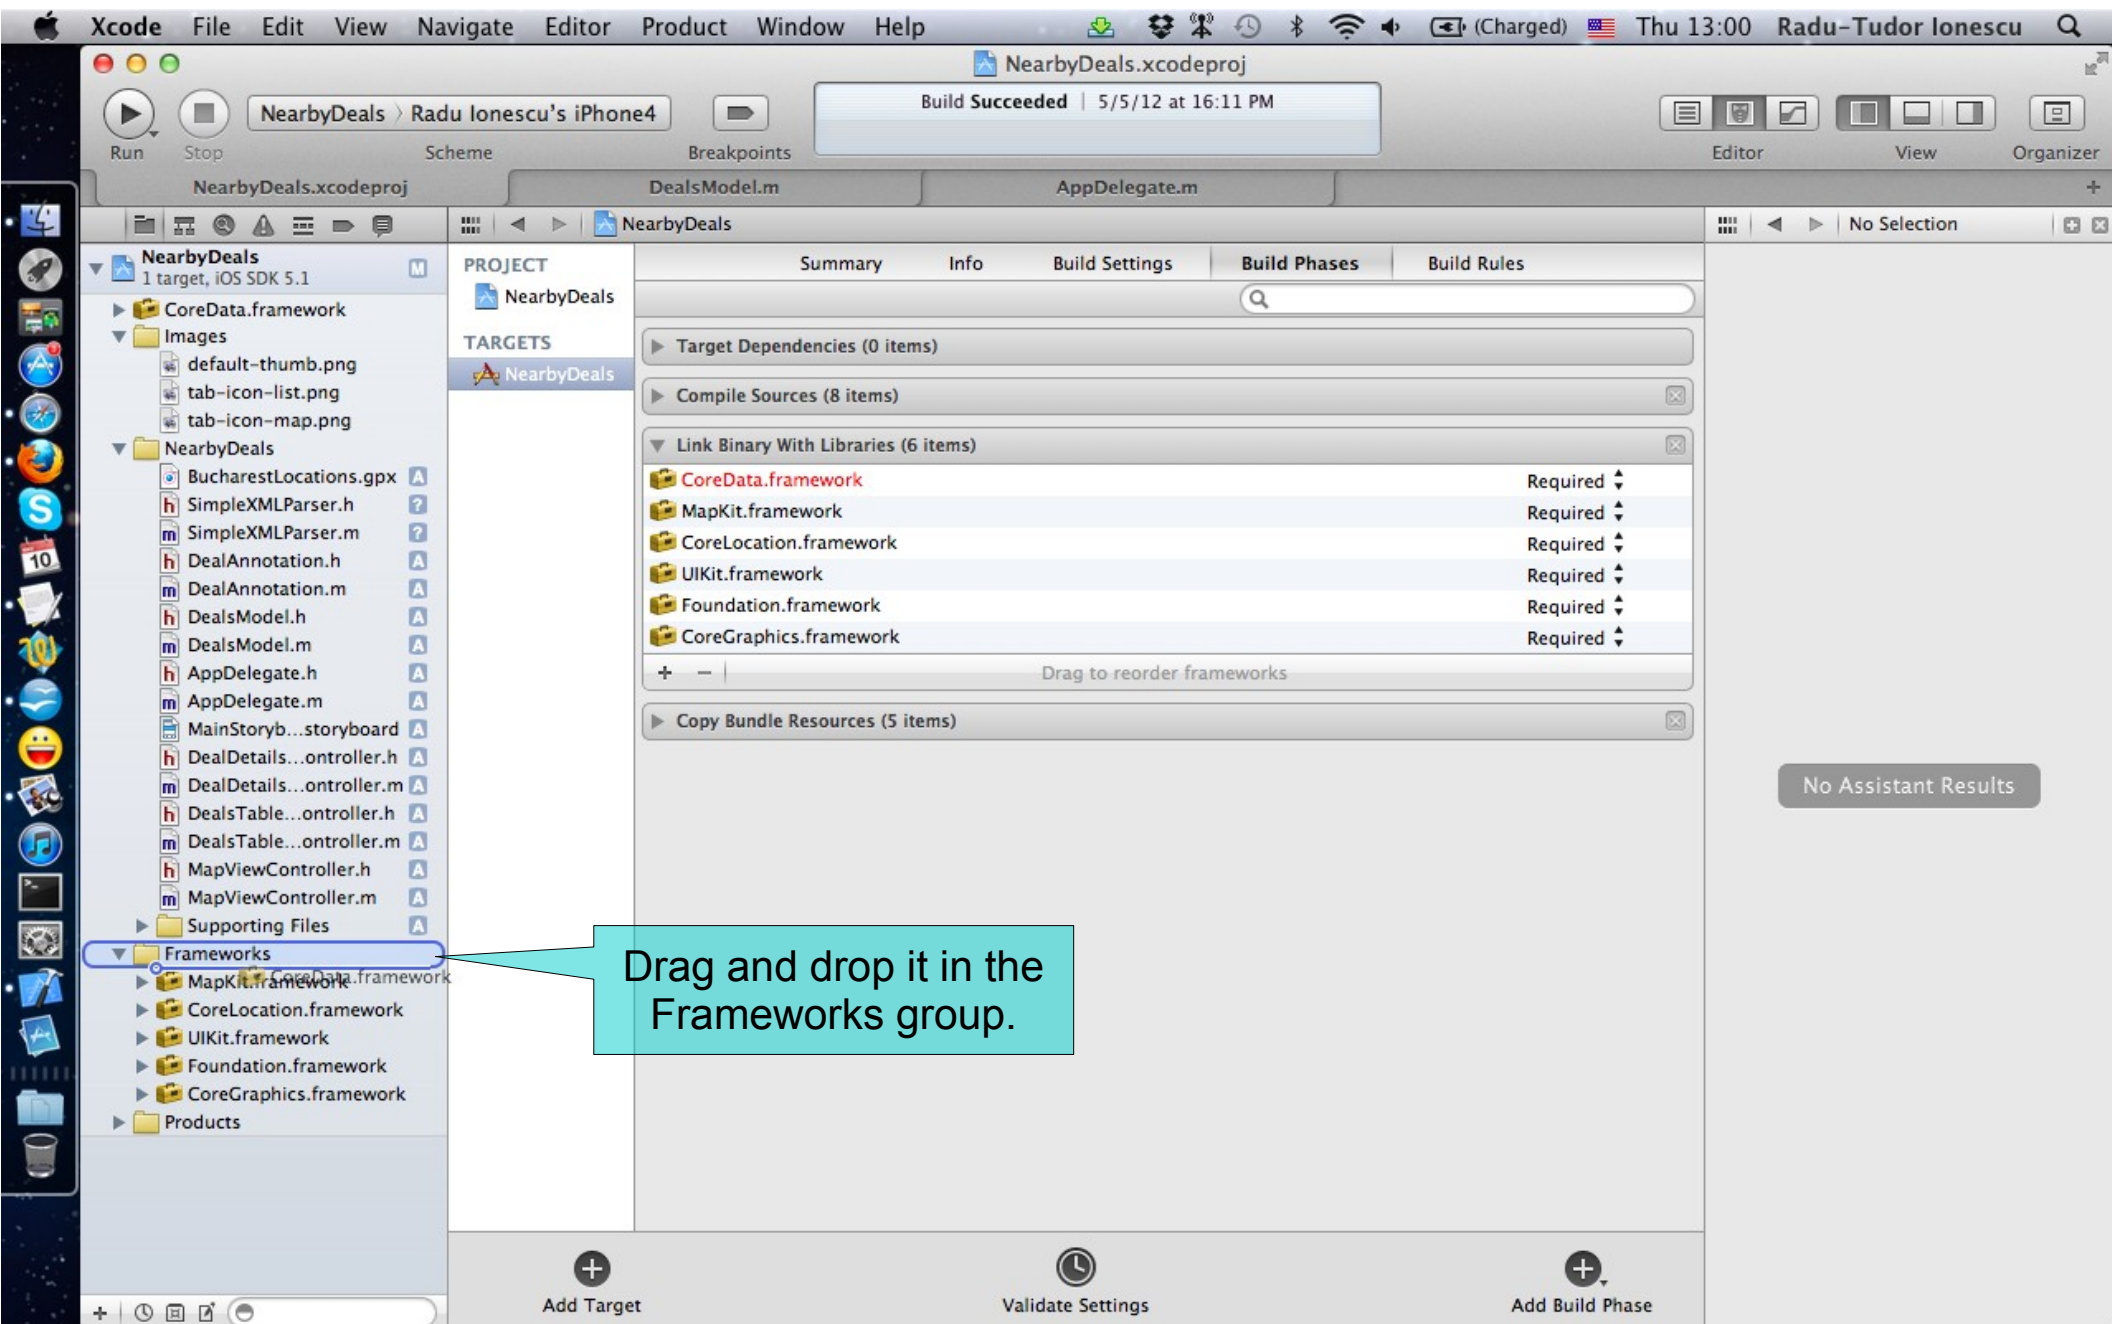 Xcode File Edit View Navigate Editor Product Window Help (Charged) Thu 13:00 Radu-Tudor Ionescu
NearbyDeals.xcodeproj
NearbyDeals Radu Ionescu's iPhone4
Build Succeeded | 5/5/12 at 16:11 PM
Run Stop Scheme Breakpoints Editor View Organizer
NearbyDeals.xcodeproj DealsModel.m AppDelegate.m
NearbyDeals
No Selection
NearbyDeals M
1 target, iOS SDK 5.1
CoreData.framework
Images
default-thumb.png
tab-icon-list.png
tab-icon-map.png
NearbyDeals
BucharestLocations.gpx A
h SimpleXMLParser.h ?
m SimpleXMLParser.m ?
h DealAnnotation.h A
m DealAnnotation.m A
h DealsModel.h A
m DealsModel.m A
h AppDelegate.h A
m AppDelegate.m A
MainStoryb...storyboard A
h DealDetails...ontroller.h A
m DealDetails...ontroller.m A
h DealsTable...ontroller.h A
m DealsTable...ontroller.m A
h MapViewController.h A
m MapViewController.m A
Supporting Files A
Frameworks
CoreData.framework
MapKit.framework
CoreLocation.framework
UIKit.framework
Foundation.framework
CoreGraphics.framework
Products
PROJECT
NearbyDeals
TARGETS
NearbyDeals
Summary Info Build Settings Build Phases Build Rules
Target Dependencies (0 items)
Compile Sources (8 items)
Link Binary With Libraries (6 items)
CoreData.framework Required
MapKit.framework Required
CoreLocation.framework Required
UIKit.framework Required
Foundation.framework Required
CoreGraphics.framework Required
+ − Drag to reorder frameworks
Copy Bundle Resources (5 items)
No Assistant Results
Drag and drop it in the
Frameworks group.
Add Target Validate Settings Add Build Phase
10